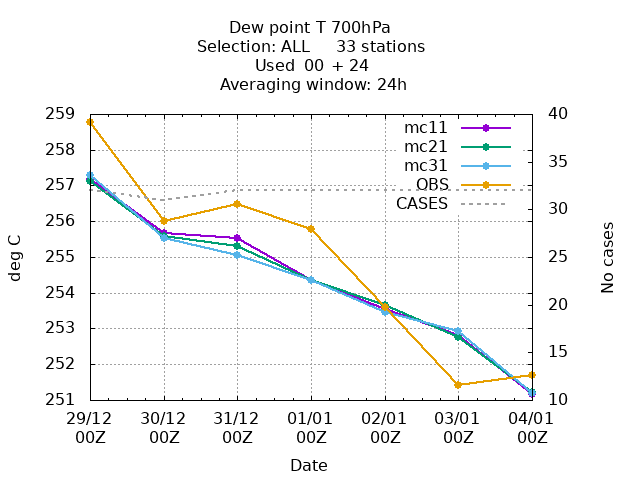 Dew point T 700hPa
Selection: ALL 33 stations
Used 00 + 24
Averaging window: 24h
259 40
mc11
mc21
mc31
OBS
CASES
258
257
256
255
254
253
252
251
35
30
25
20
15
10
deg C
No cases
29/12 30/12 31/12 01/01 02/01 03/01 04/01
00Z 00Z 00Z 00Z 00Z 00Z 00Z
Date